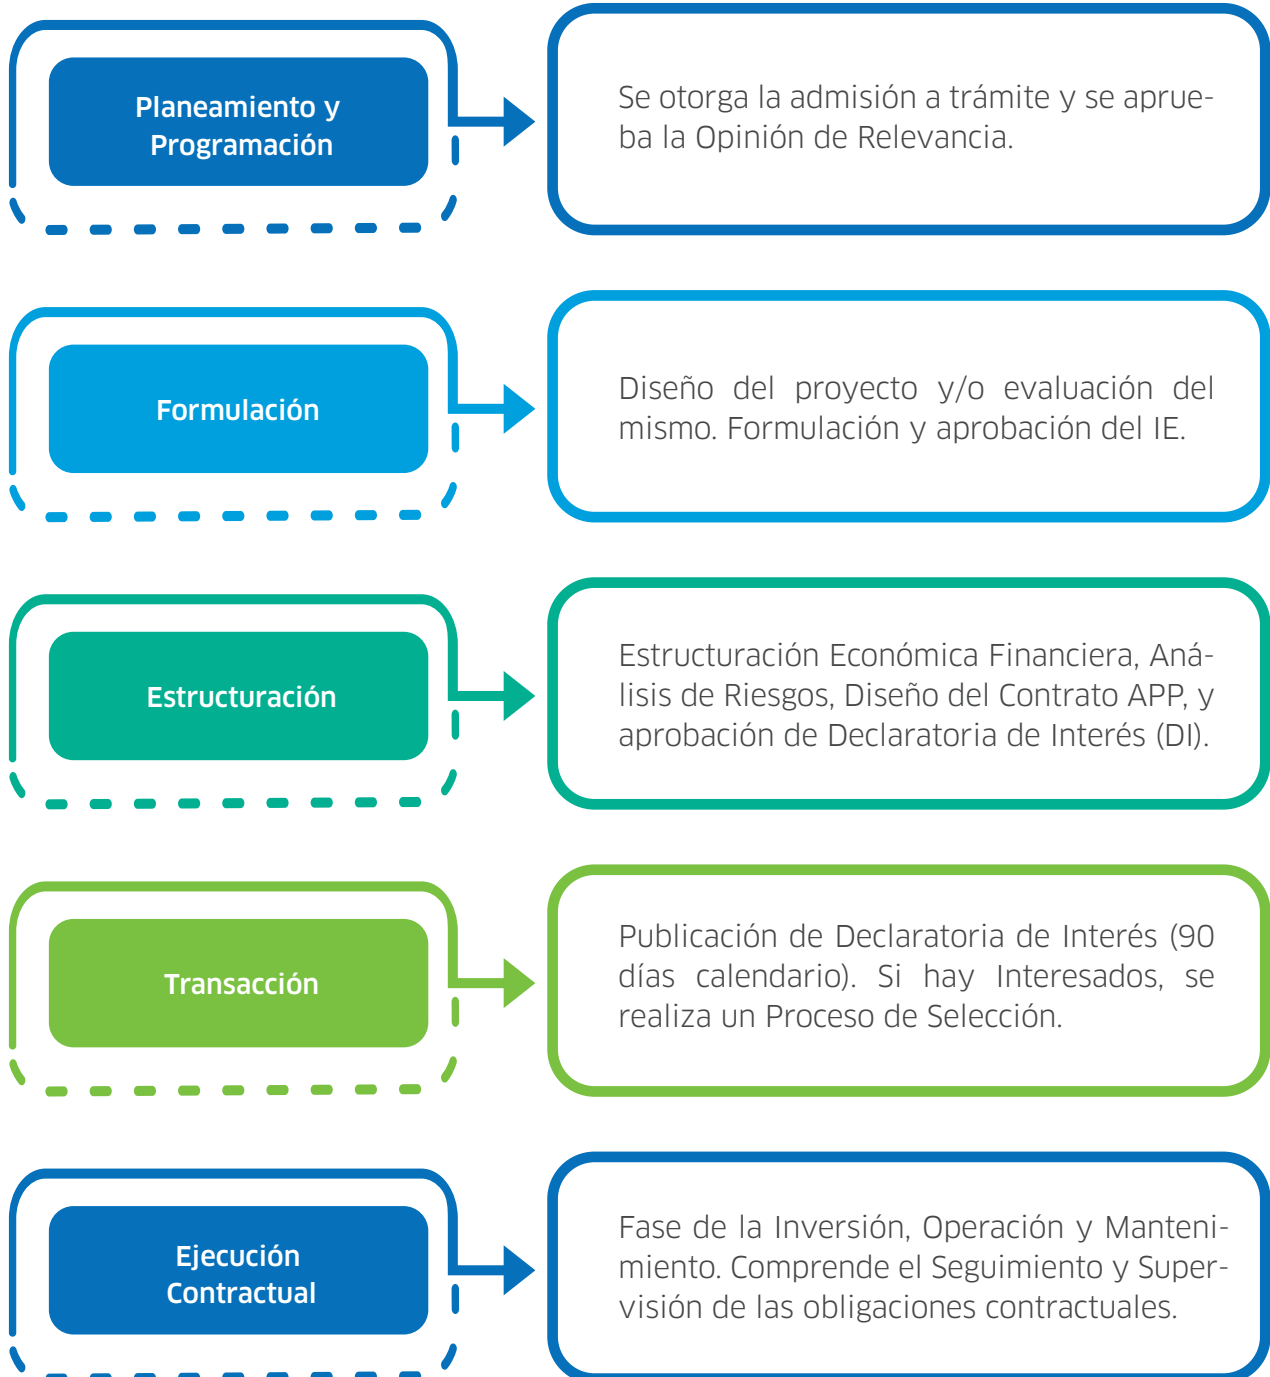 Planeamiento y
Programación
Se otorga la admisión a trámite y se aprue-
ba la Opinión de Relevancia.
Formulación
Diseño del proyecto y/o evaluación del
mismo. Formulación y aprobación del IE.
Estructuración
Estructuración Económica Financiera, Aná-
lisis de Riesgos, Diseño del Contrato APP, y
aprobación de Declaratoria de Interés (DI).
Transacción
Publicación de Declaratoria de Interés (90
días calendario). Si hay Interesados, se
realiza un Proceso de Selección.
Ejecución
Contractual
Fase de la Inversión, Operación y Manteni-
miento. Comprende el Seguimiento y Super-
visión de las obligaciones contractuales.